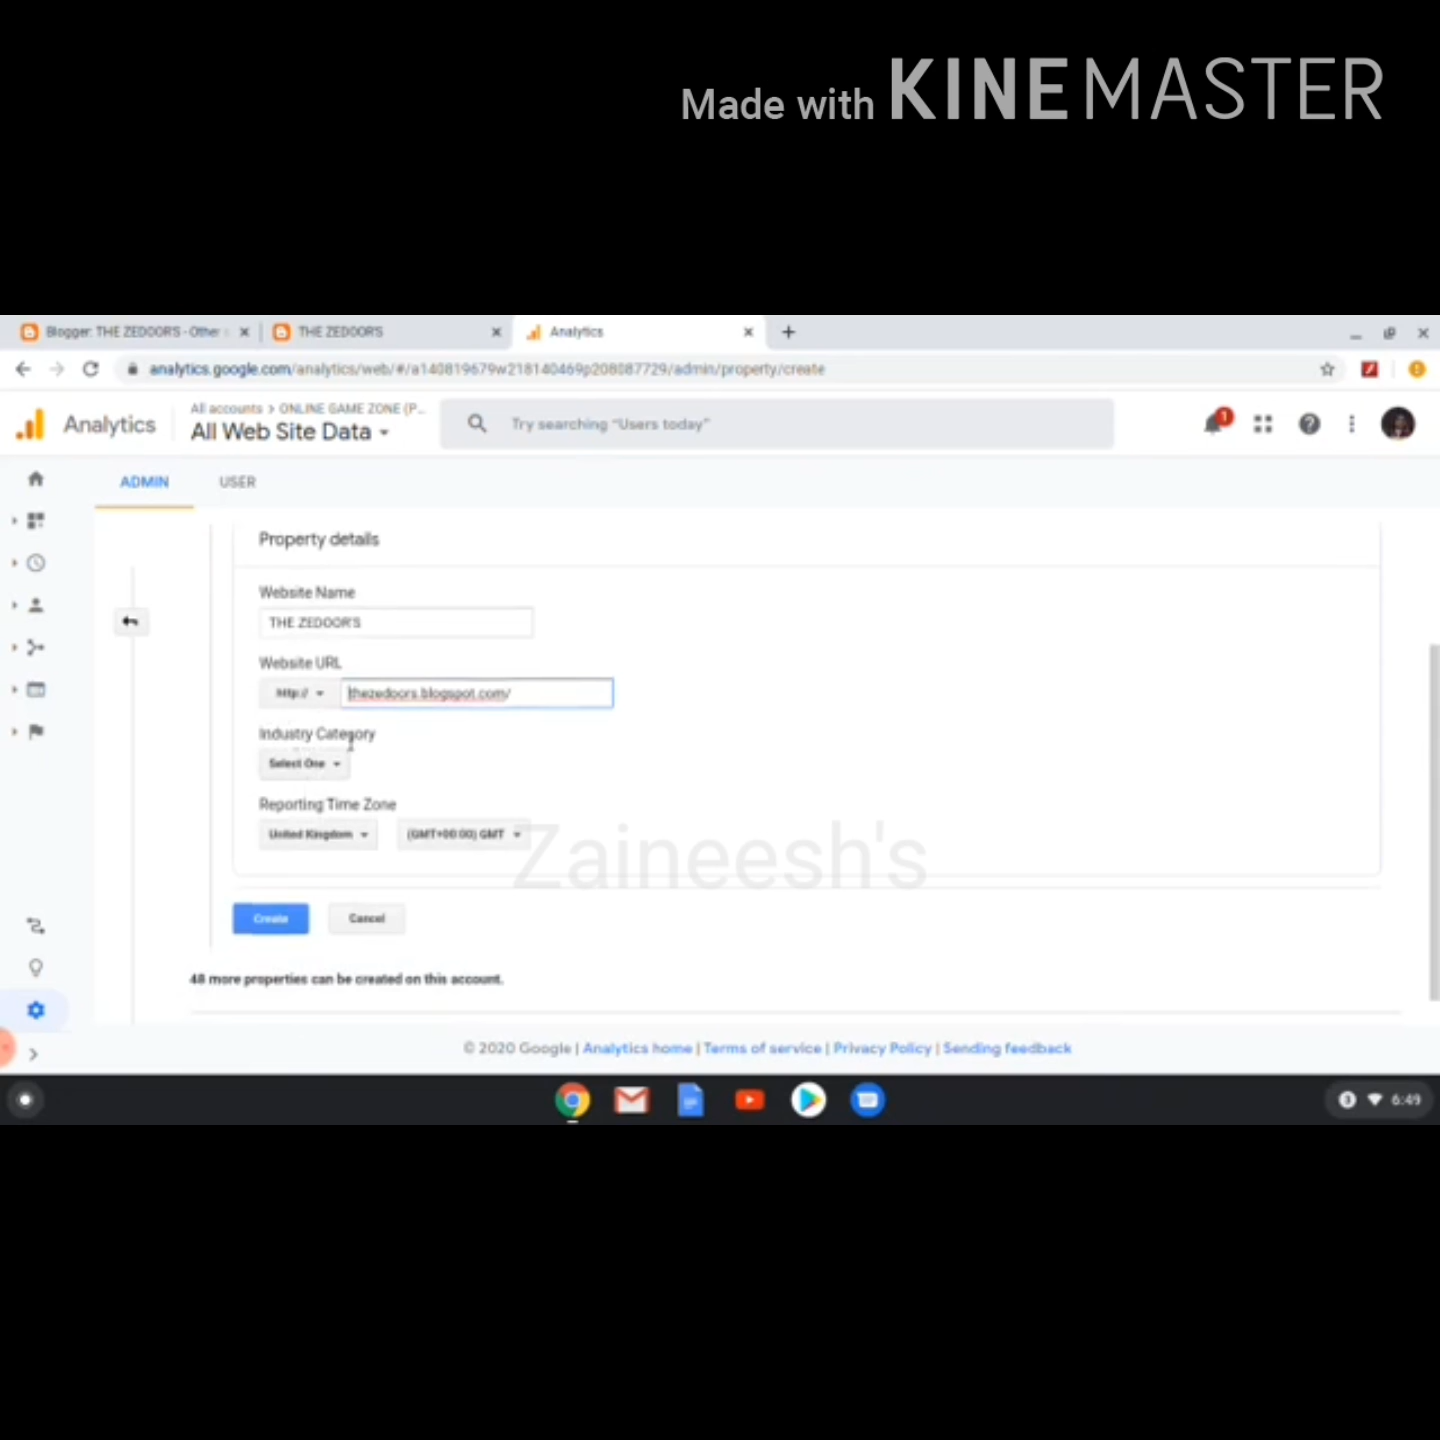 Made with KINEMASTER
Blogger: THE ZEDOOR'S - Other
THE ZEDOOR'S
Analytics
analytics.google.com/analytics/web/#/a140819679w218140469p208087729/admin/property/create
Analytics
All accounts > ONLINE GAME ZONE (P...
All Web Site Data
Try searching "Users today"
1
ADMIN
USER
Property details
Website Name
THE ZEDOOR'S
Website URL
http://
thezedoors.blogspot.com/
Industry Category
Select One
Reporting Time Zone
United Kingdom
(GMT+00:00) GMT
Zaineesh's
Create
Cancel
48 more properties can be created on this account.
© 2020 Google | Analytics home | Terms of service | Privacy Policy | Sending feedback
6:49